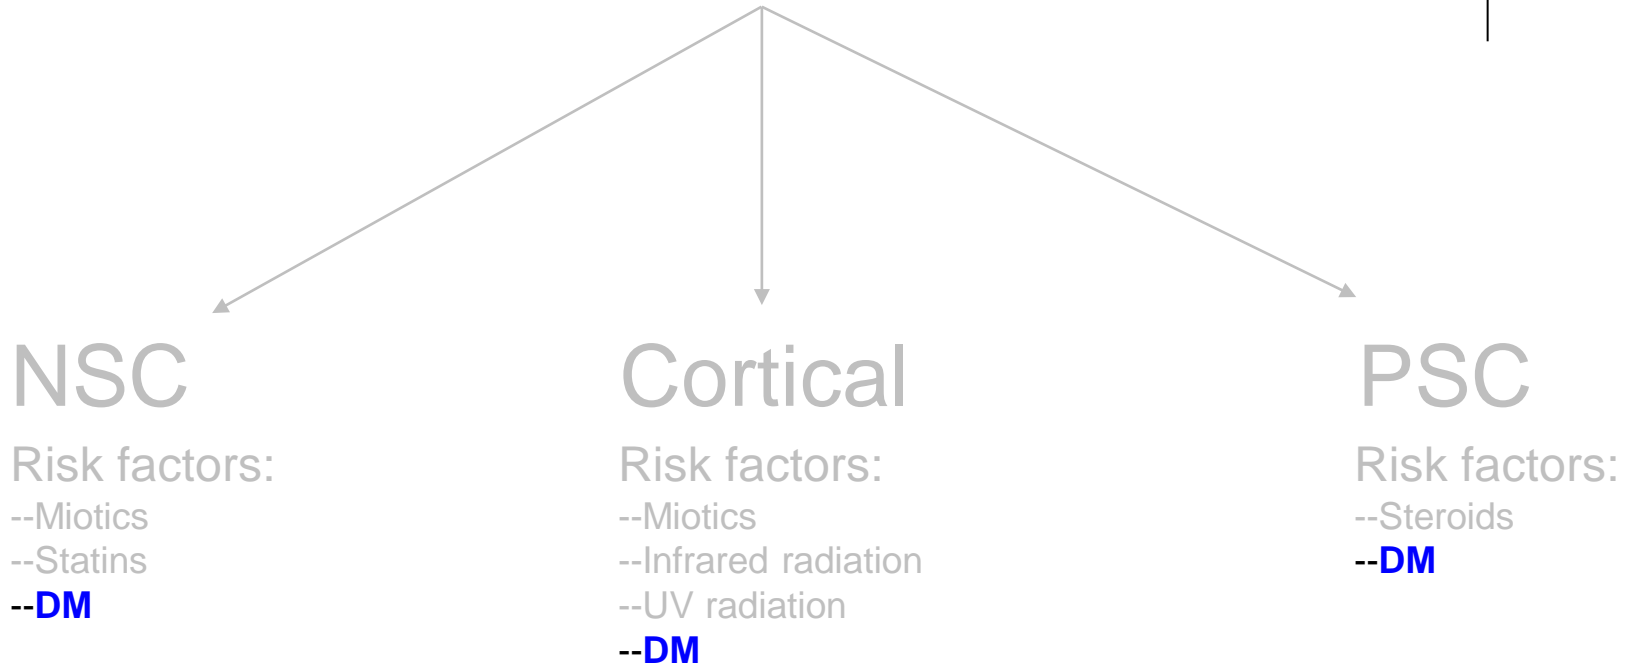 NSC
Risk factors:
--Miotics
--Statins
--DM
Cortical
Risk factors:
--Miotics
--Infrared radiation
--UV radiation
--DM
PSC
Risk factors:
--Steroids
--DM